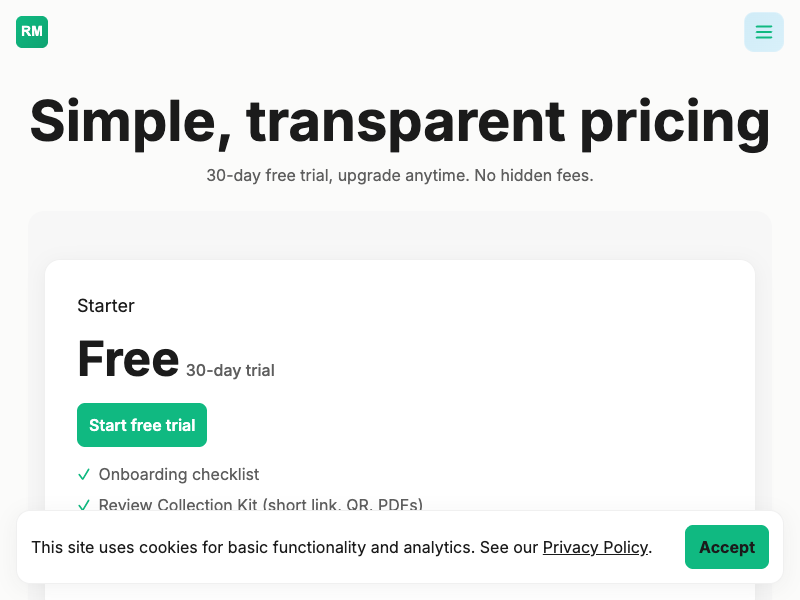 RM
Simple, transparent pricing
30-day free trial, upgrade anytime. No hidden fees.
Starter
Free 30-day trial
Start free trial
Onboarding checklist
Review Collection Kit (short link, QR, PDFs)
This site uses cookies for basic functionality and analytics. See our Privacy Policy.
Accept